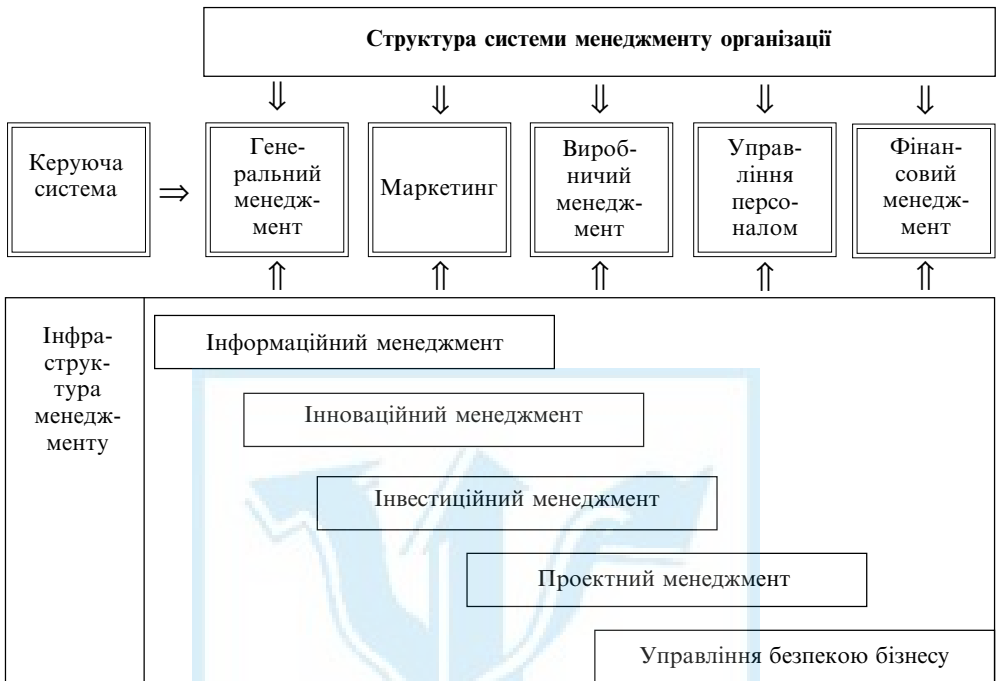 Структура системи менеджменту організації
Керуюча
система
Гене-
ральний
менедж-
мент
Маркетинг
Вироб-
ничий
менедж-
мент
Управ-
ління
персо-
налом
Фінан-
совий
менедж-
мент
Інфра-
струк-
тура
менедж-
менту
Інформаційний менеджмент
Інноваційний менеджмент
Інвестиційний менеджмент
Проектний менеджмент
Управління безпекою бізнесу